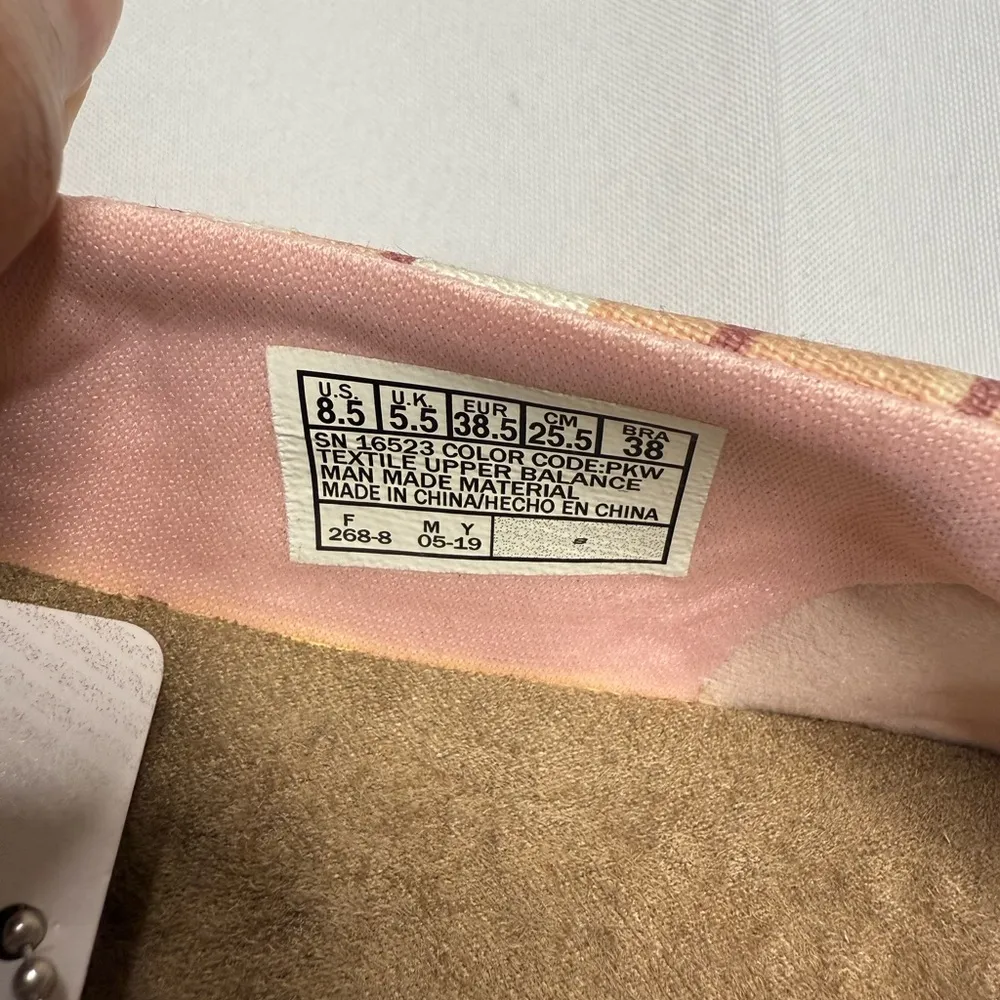 U.S. U.K. EUR CM BRA
8.5 5.5 38.5 25.5 38
SN 16523 COLOR CODE:PKW
TEXTILE UPPER BALANCE
MAN MADE MATERIAL
MADE IN CHINA/HECHO EN CHINA
F M Y
268-8 05-19